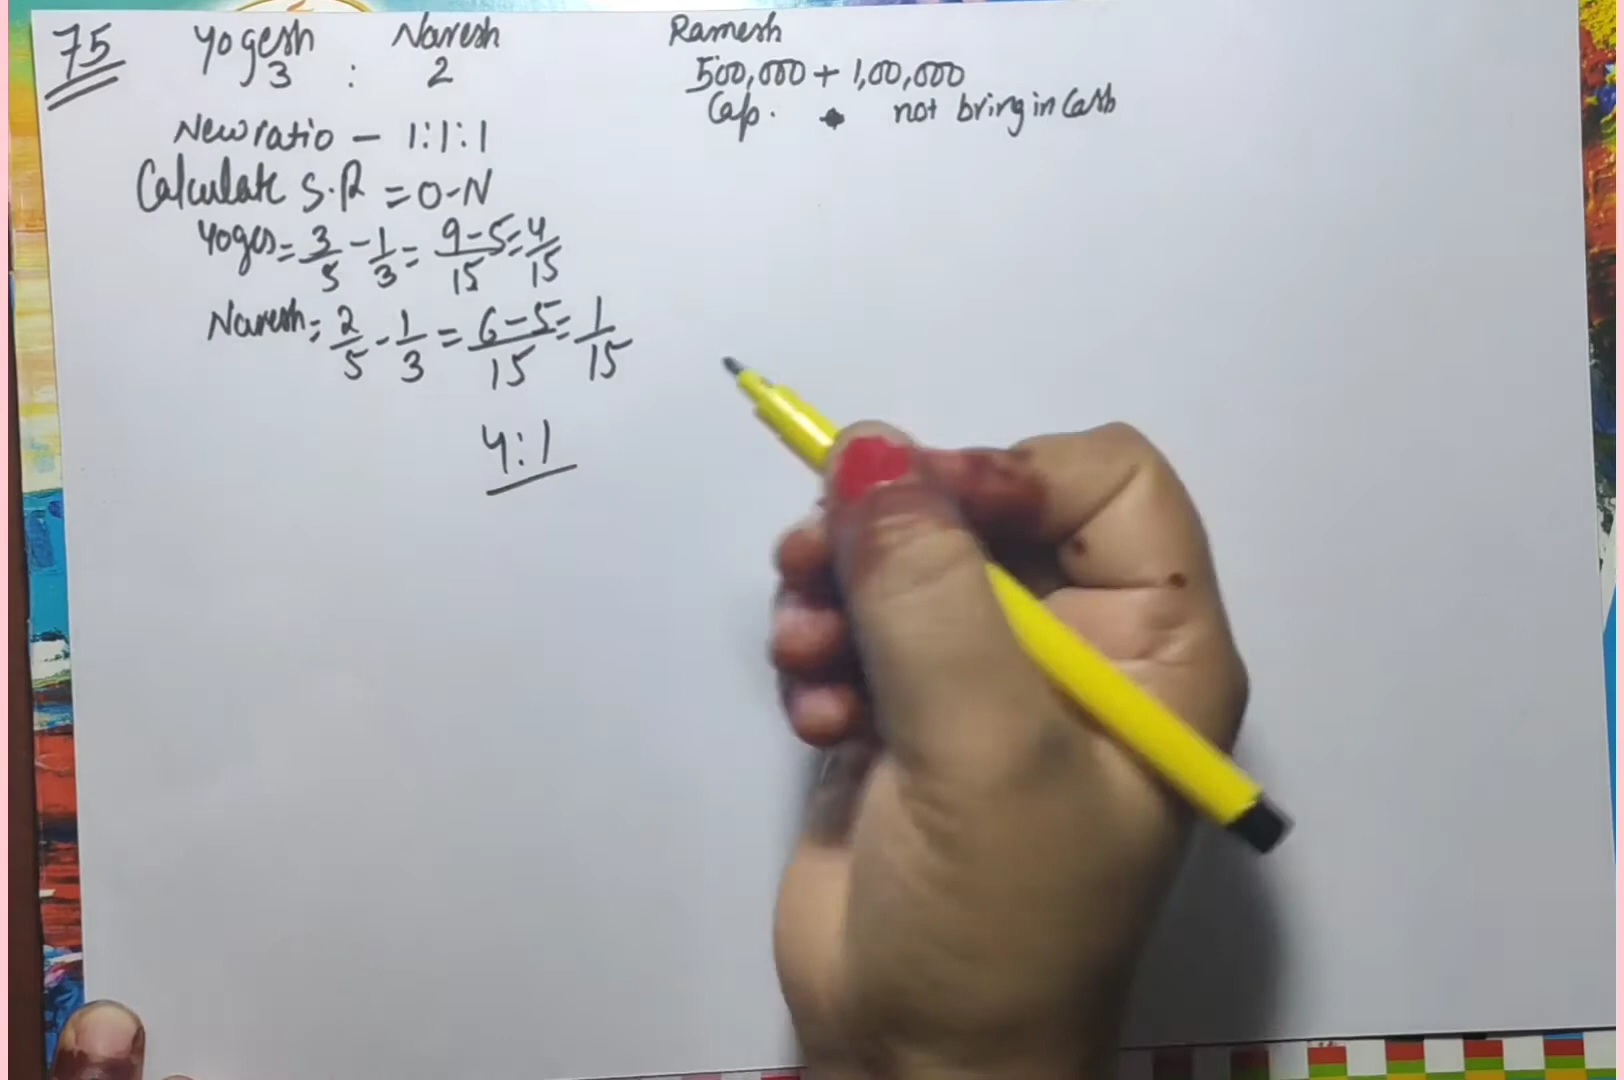 75 Yogesh Naresh
3 : 2
New ratio - 1:1:1
Calculate S.R = O-N
Yoges = 3/5 - 1/3 = 9-5/15 = 4/15
Naresh = 2/5 - 1/3 = 6-5/15 = 1/15
4:1
Ramesh
500,000 + 1,00,000
Cap. not bring in Cash